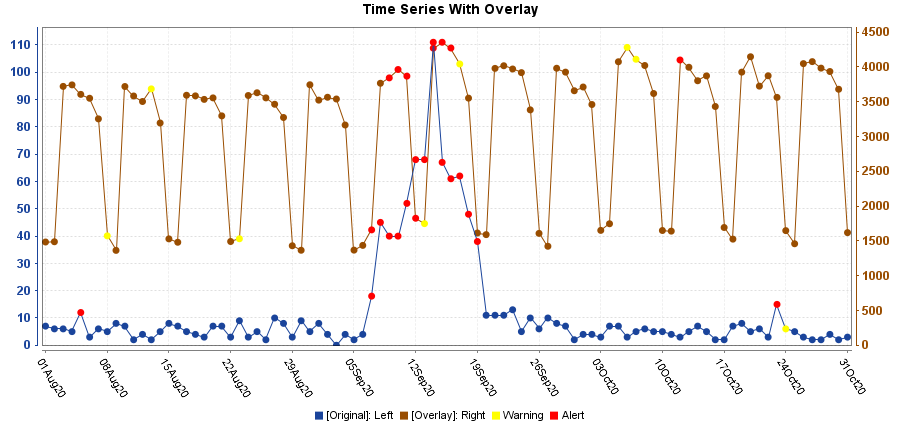 Time Series With Overlay
110
100
90
80
70
60
50
40
30
20
10
0
4500
4000
3500
3000
2500
2000
1500
1000
500
0
01Aug20
08Aug20
15Aug20
22Aug20
29Aug20
05Sep20
12Sep20
19Sep20
26Sep20
03Oct20
10Oct20
17Oct20
24Oct20
31Oct20
[Original]: Left [Overlay]: Right Warning Alert